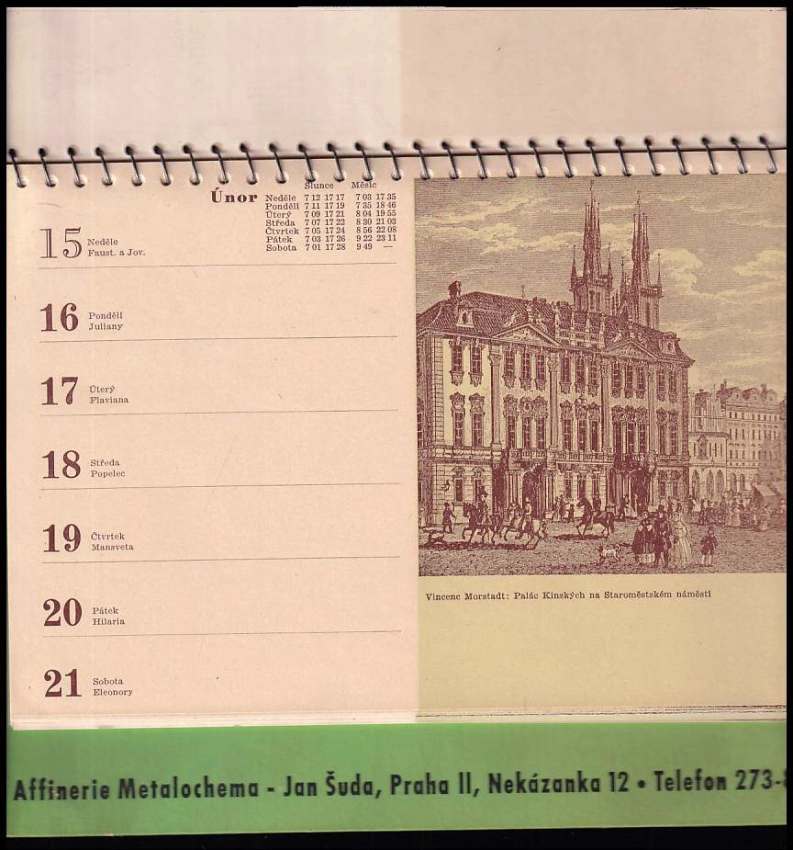 Slunce Měsíc
Únor
Neděle 7 12 17 17 7 03 17 35
Pondělí 7 11 17 19 7 35 18 46
Úterý 7 09 17 21 8 04 19 55
Středa 7 07 17 22 8 30 21 03
Čtvrtek 7 05 17 24 8 56 22 08
Pátek 7 03 17 26 9 22 23 11
Sobota 7 01 17 28 9 49 —
15 Neděle
Faust. a Jov.
16 Pondělí
Juliany
17 Úterý
Flaviana
18 Středa
Popelec
19 Čtvrtek
Mansveta
20 Pátek
Hilaria
21 Sobota
Eleonory
Vincenc Morstadt: Palác Kinských na Staroměstském náměstí
Affinerie Metalochema - Jan Šuda, Praha II, Nekázanka 12 • Telefon 273-8